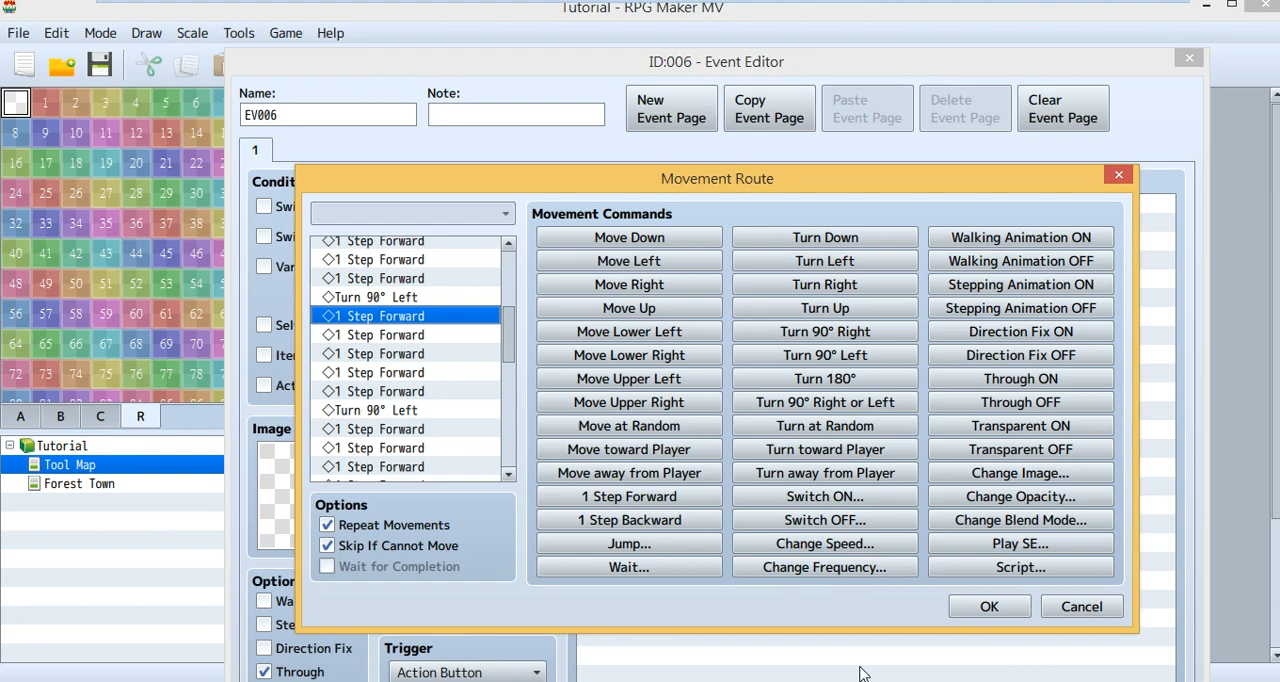 Tutorial - RPG Maker MV
File Edit Mode Draw Scale Tools Game Help
ID:006 - Event Editor
Name:
Note:
EV006
New
Event Page
Copy
Event Page
Paste
Event Page
Delete
Event Page
Clear
Event Page
1
1 2 3 4 5 6
8 9 10 11 12 13 14
16 17 18 19 20 21 22
24 25 26 27 28 29 30
32 33 34 35 36 37 38
40 41 42 43 44 45 46
48 49 50 51 52 53 54
56 57 58 59 60 61 62
64 65 66 67 68 69 70
72 73 74 75 76 77 78
A B C R
Tutorial
Tool Map
Forest Town
Condit
Swi
Swi
Var
Sel
Ite
Act
Image
Option
Wa
Ste
Direction Fix
Through
Trigger
Action Button
Movement Route
◇1 Step Forward
◇1 Step Forward
◇1 Step Forward
◇Turn 90° Left
◇1 Step Forward
◇1 Step Forward
◇1 Step Forward
◇1 Step Forward
◇1 Step Forward
◇Turn 90° Left
◇1 Step Forward
◇1 Step Forward
◇1 Step Forward
Options
Repeat Movements
Skip If Cannot Move
Wait for Completion
Movement Commands
Move Down Turn Down Walking Animation ON
Move Left Turn Left Walking Animation OFF
Move Right Turn Right Stepping Animation ON
Move Up Turn Up Stepping Animation OFF
Move Lower Left Turn 90° Right Direction Fix ON
Move Lower Right Turn 90° Left Direction Fix OFF
Move Upper Left Turn 180° Through ON
Move Upper Right Turn 90° Right or Left Through OFF
Move at Random Turn at Random Transparent ON
Move toward Player Turn toward Player Transparent OFF
Move away from Player Turn away from Player Change Image...
1 Step Forward Switch ON... Change Opacity...
1 Step Backward Switch OFF... Change Blend Mode...
Jump... Change Speed... Play SE...
Wait... Change Frequency... Script...
OK Cancel